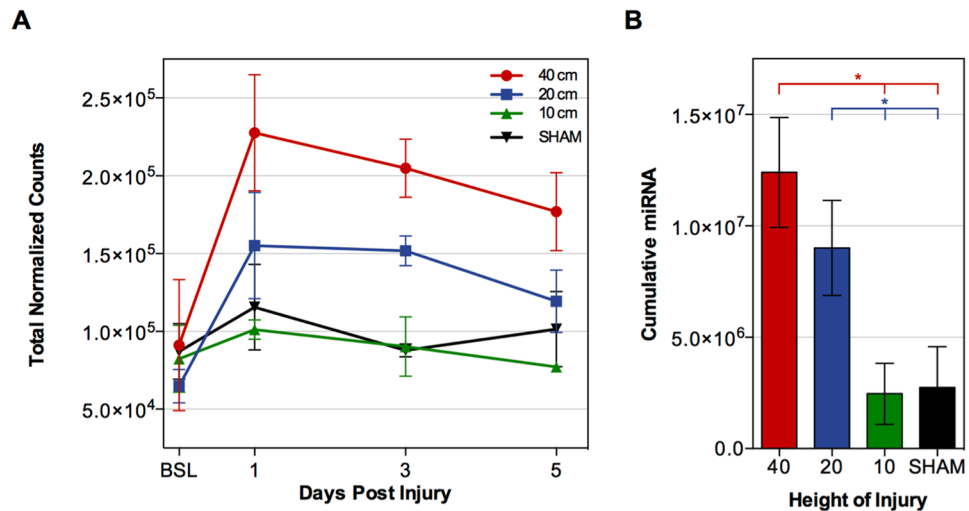 A
B
Total Normalized Counts
2.5×10⁵
2.0×10⁵
1.5×10⁵
1.0×10⁵
5.0×10⁴
40 cm
20 cm
10 cm
SHAM
BSL 1 3 5
Days Post Injury
Cumulative miRNA
1.5×10⁷
1.0×10⁷
5.0×10⁶
0.0
*
*
40 20 10 SHAM
Height of Injury